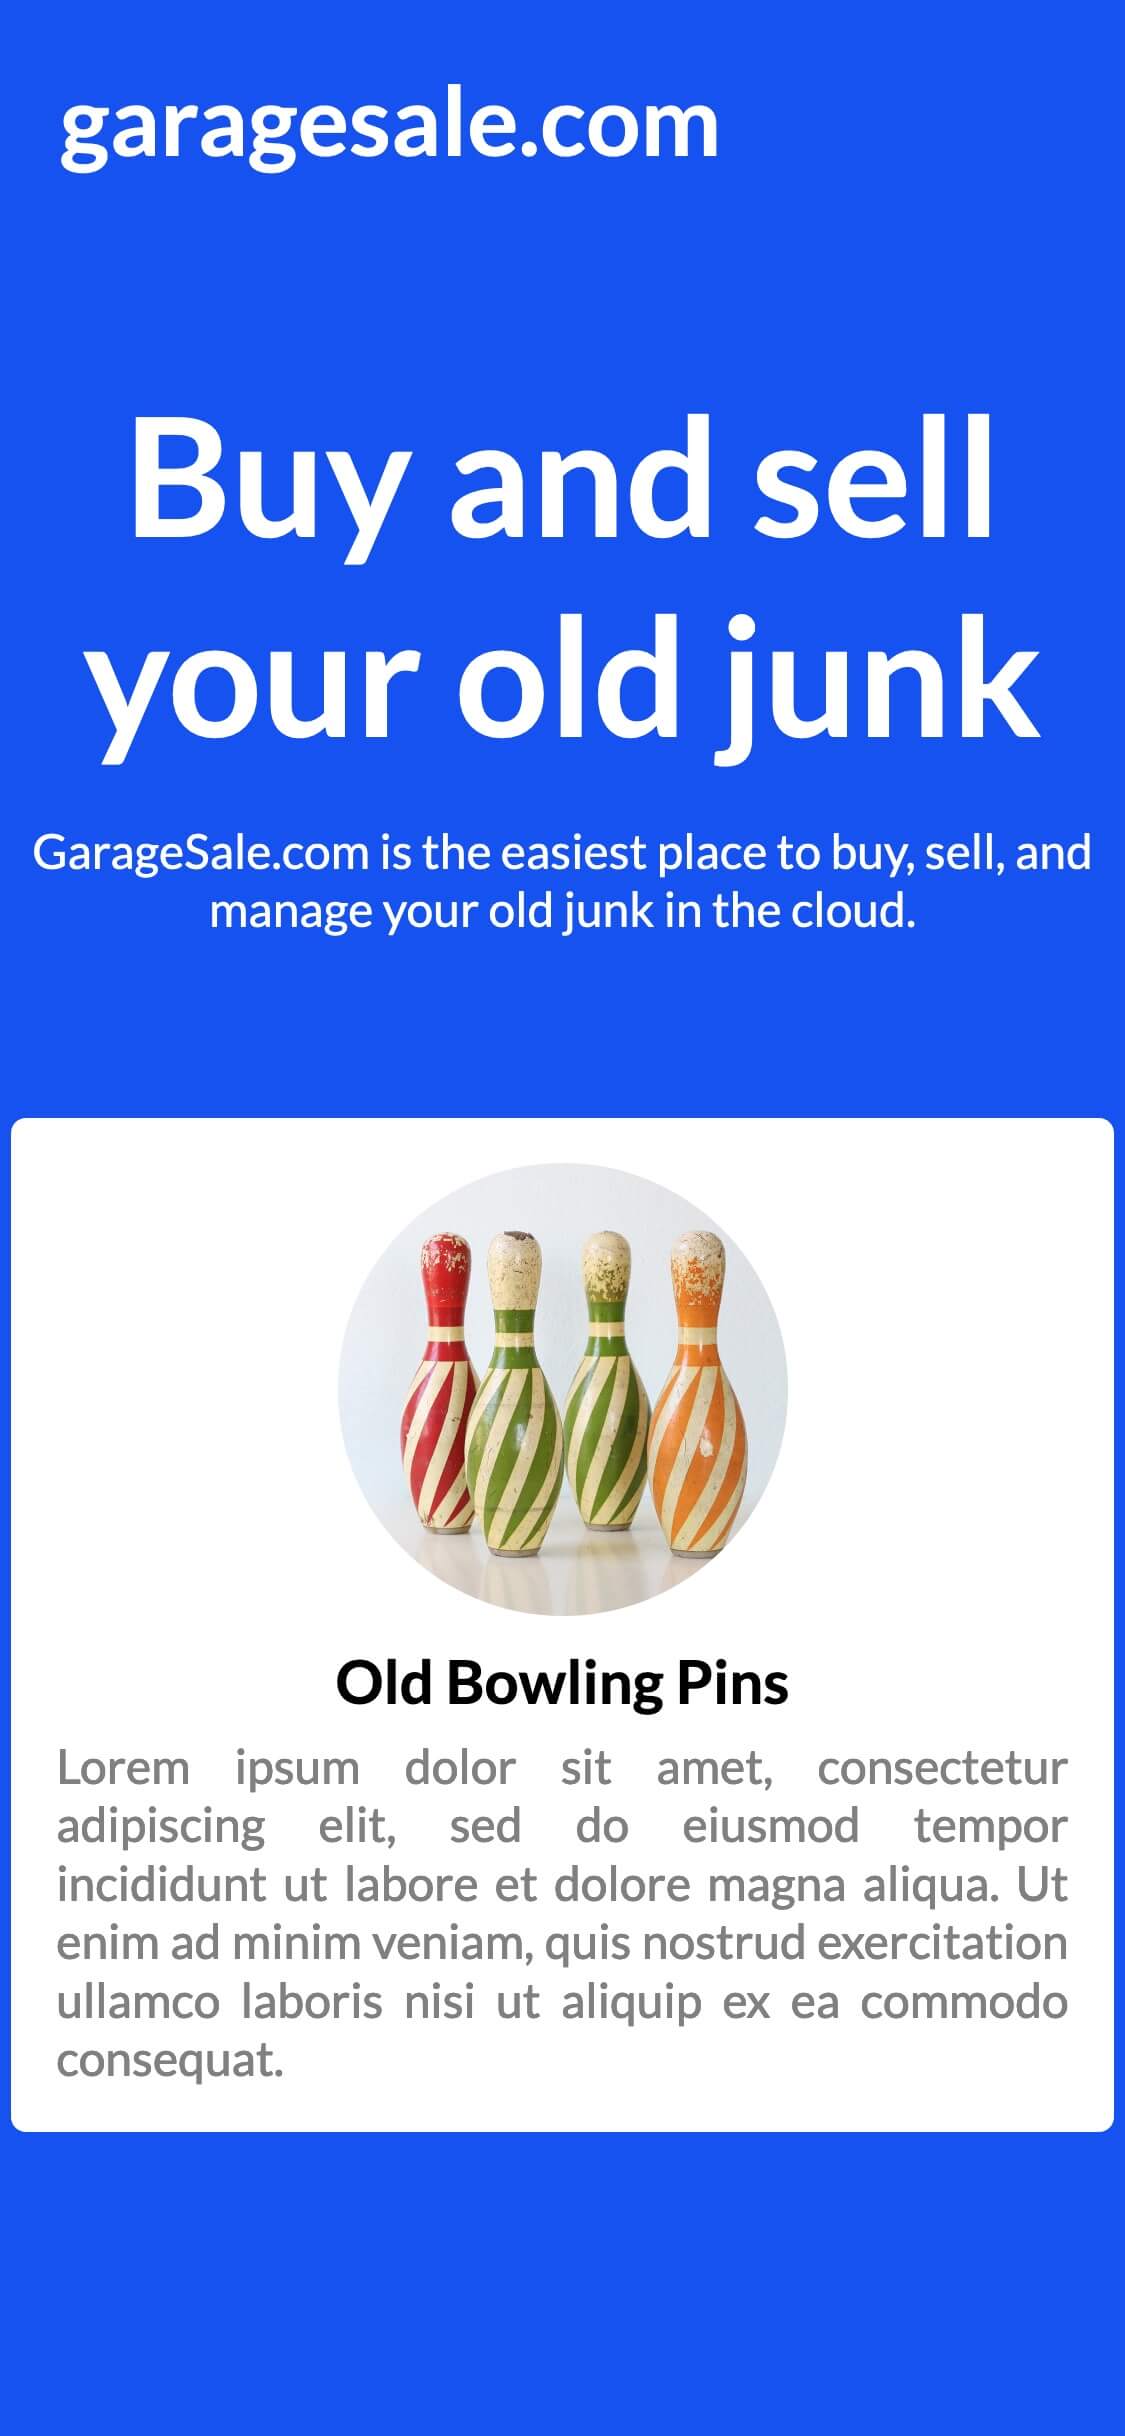 garagesale.com
Buy and sell
your old junk
GarageSale.com is the easiest place to buy, sell, and
manage your old junk in the cloud.
Old Bowling Pins
Lorem ipsum dolor sit amet, consectetur
adipiscing elit, sed do eiusmod tempor
incididunt ut labore et dolore magna aliqua. Ut
enim ad minim veniam, quis nostrud exercitation
ullamco laboris nisi ut aliquip ex ea commodo
consequat.